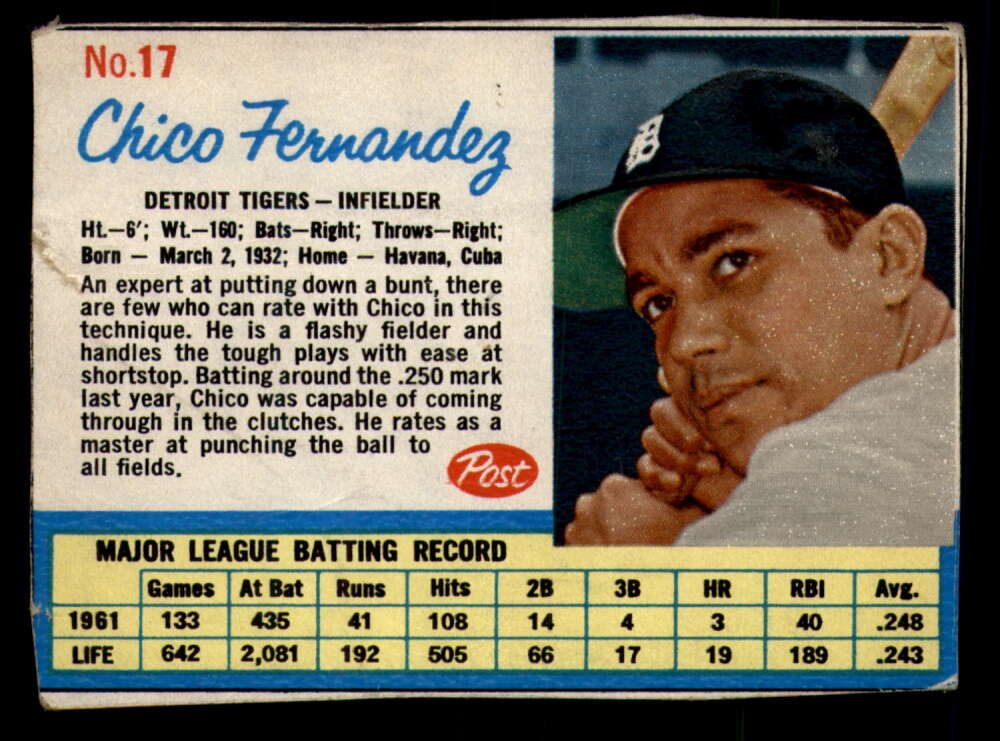 No.17
Chico Fernandez
DETROIT TIGERS – INFIELDER
Ht.–6'; Wt.–160; Bats–Right; Throws–Right;
Born – March 2, 1932; Home – Havana, Cuba
An expert at putting down a bunt, there
are few who can rate with Chico in this
technique. He is a flashy fielder and
handles the tough plays with ease at
shortstop. Batting around the .250 mark
last year, Chico was capable of coming
through in the clutches. He rates as a
master at punching the ball to
all fields.
Post
MAJOR LEAGUE BATTING RECORD
Games At Bat Runs Hits 2B 3B HR RBI Avg.
1961 133 435 41 108 14 4 3 40 .248
LIFE 642 2,081 192 505 66 17 19 189 .243